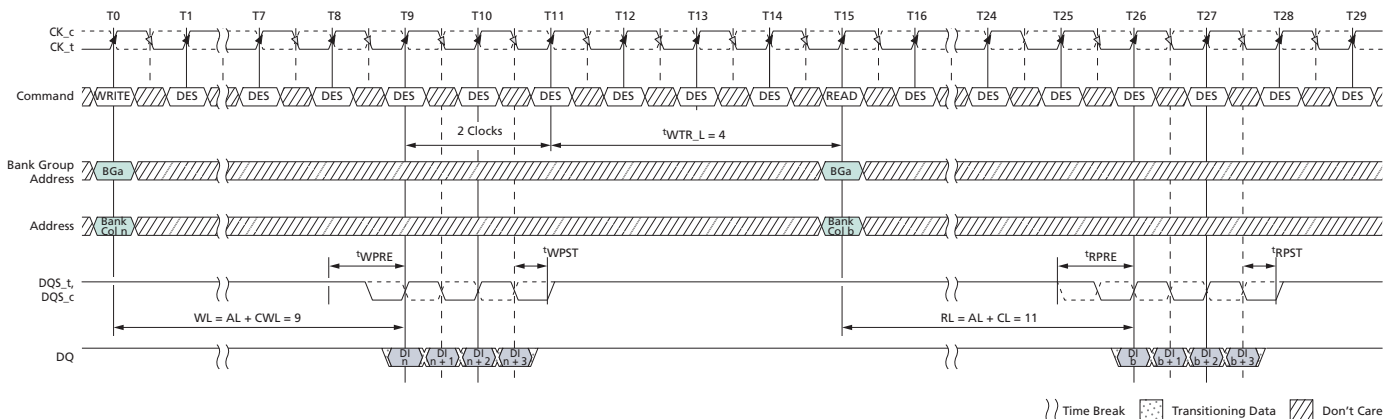 T0 T1 T7 T8 T9 T10 T11 T12 T13 T14 T15 T16 T24 T25 T26 T27 T28 T29
CK_c
CK_t
Command WRITE DES DES DES DES DES DES DES DES DES READ DES DES DES DES DES DES DES
2 Clocks tWTR_L = 4
Bank Group
Address BGa BGa
Address Bank
Col n Bank
Col b
tWPRE tWPST tRPRE tRPST
DQS_t,
DQS_c
WL = AL + CWL = 9 RL = AL + CL = 11
DQ DI
n DI
n + 1 DI
n + 2 DI
n + 3 DI
b DI
b + 1 DI
b + 2 DI
b + 3
Time Break Transitioning Data Don't Care